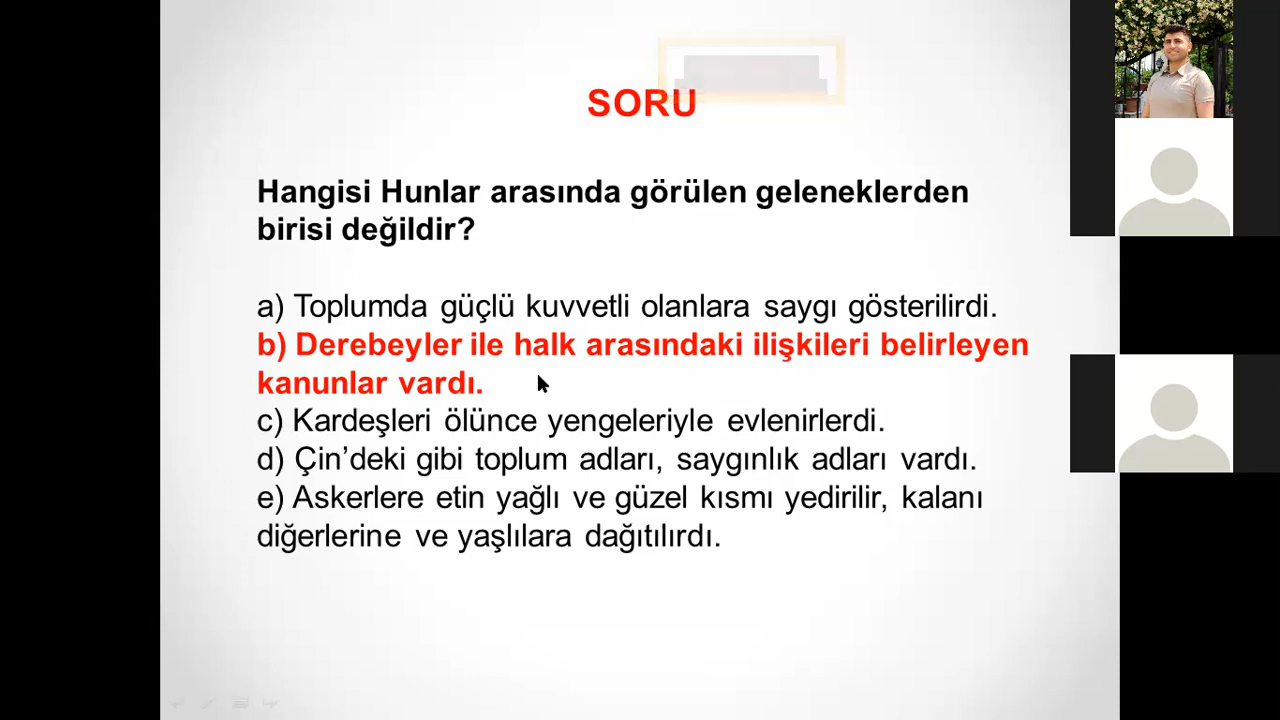 SORU
Hangisi Hunlar arasında görülen geleneklerden
birisi değildir?
a) Toplumda güçlü kuvvetli olanlara saygı gösterilirdi.
b) Derebeyler ile halk arasındaki ilişkileri belirleyen
kanunlar vardı.
c) Kardeşleri ölünce yengeleriyle evlenirlerdi.
d) Çin’deki gibi toplum adları, saygınlık adları vardı.
e) Askerlere etin yağlı ve güzel kısmı yedirilir, kalanı
diğerlerine ve yaşlılara dağıtılırdı.